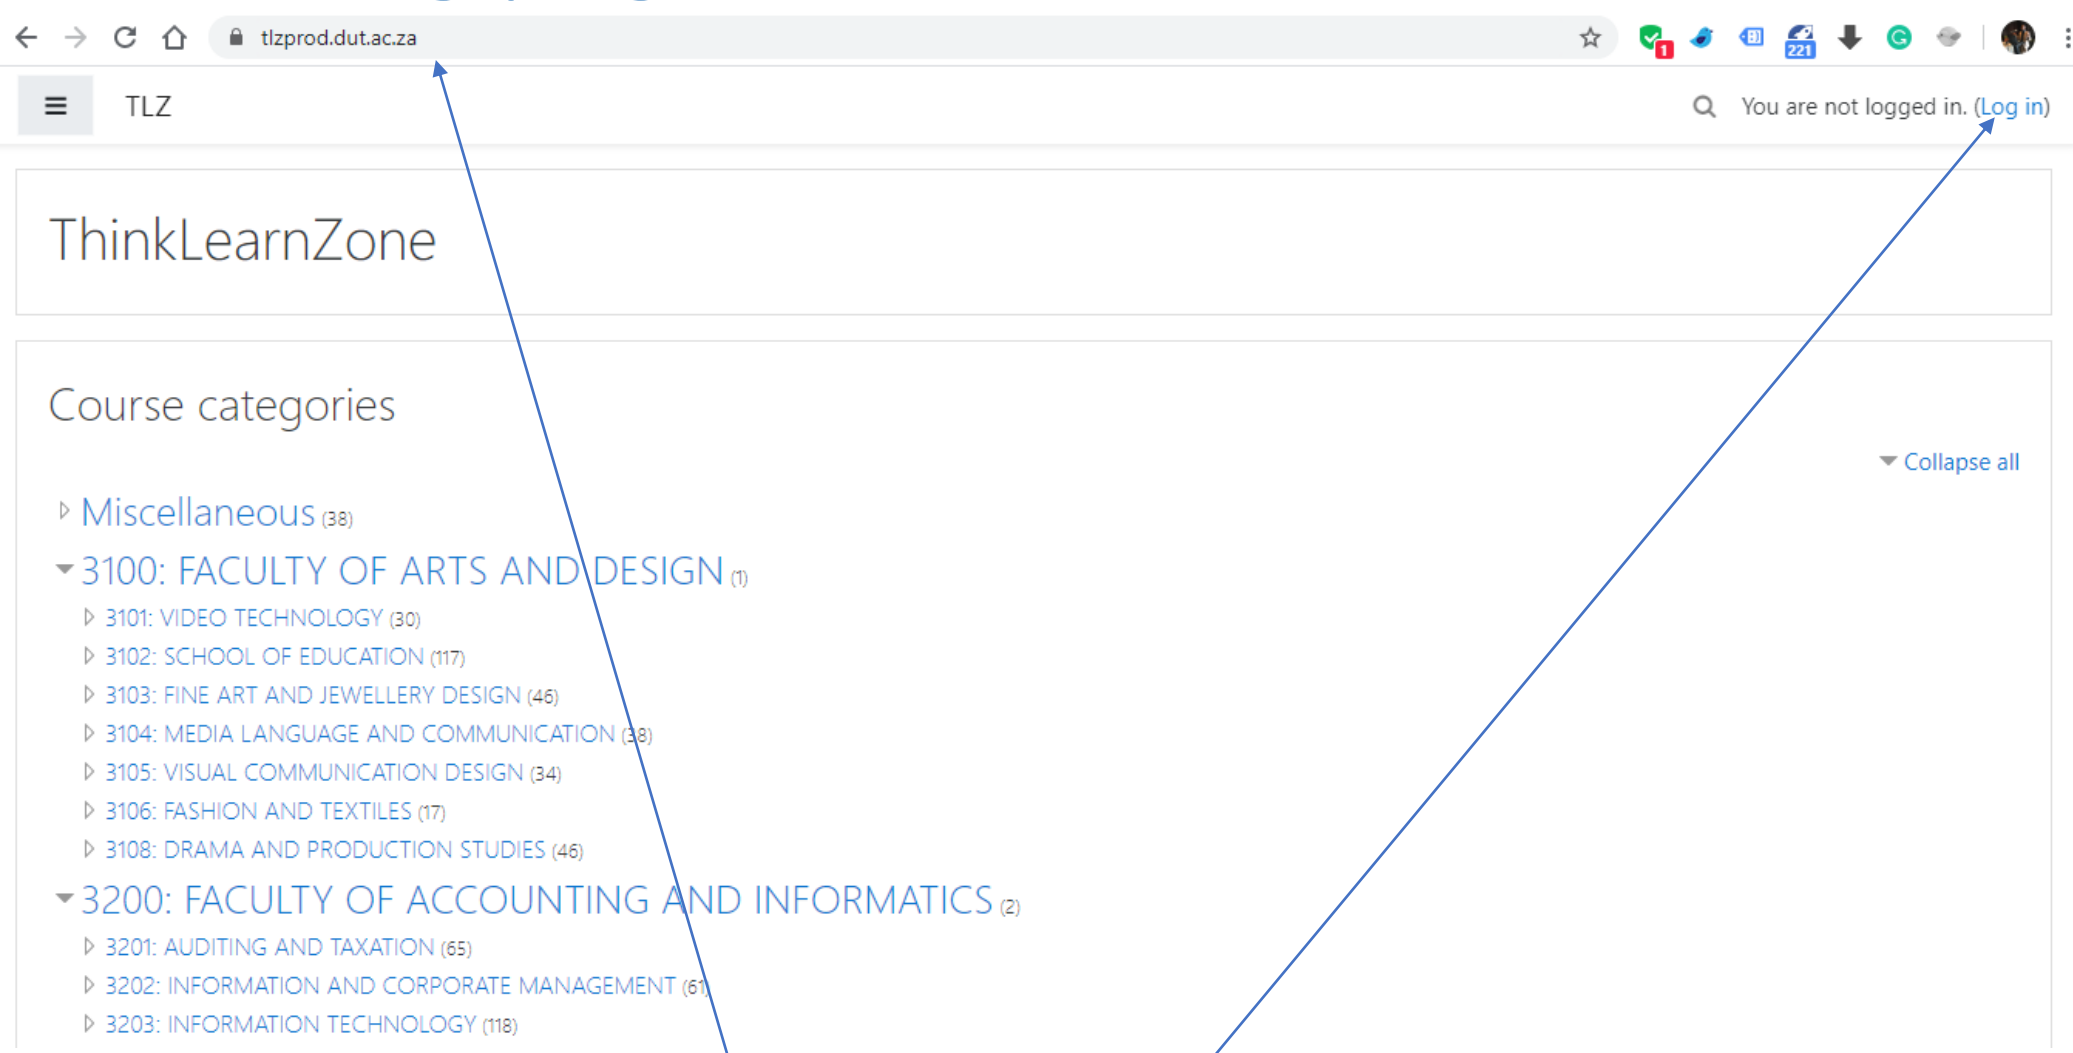 tlzprod.dut.ac.za
1
221
TLZ
You are not logged in. (Log in)
ThinkLearnZone
Course categories
Collapse all
Miscellaneous (38)
3100: FACULTY OF ARTS AND DESIGN (1)
3101: VIDEO TECHNOLOGY (30)
3102: SCHOOL OF EDUCATION (117)
3103: FINE ART AND JEWELLERY DESIGN (46)
3104: MEDIA LANGUAGE AND COMMUNICATION (38)
3105: VISUAL COMMUNICATION DESIGN (34)
3106: FASHION AND TEXTILES (17)
3108: DRAMA AND PRODUCTION STUDIES (46)
3200: FACULTY OF ACCOUNTING AND INFORMATICS (2)
3201: AUDITING AND TAXATION (65)
3202: INFORMATION AND CORPORATE MANAGEMENT (61)
3203: INFORMATION TECHNOLOGY (118)